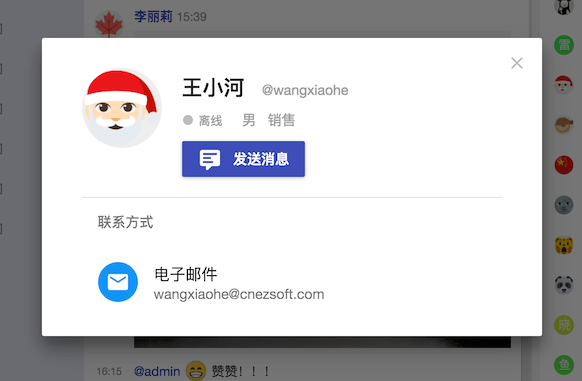 李丽莉 15:39
王小河 @wangxiaohe
离线 男 销售
发送消息
联系方式
电子邮件
wangxiaohe@cnezsoft.com
16:15 @admin 赞赞！！！
雷
晓
鱼